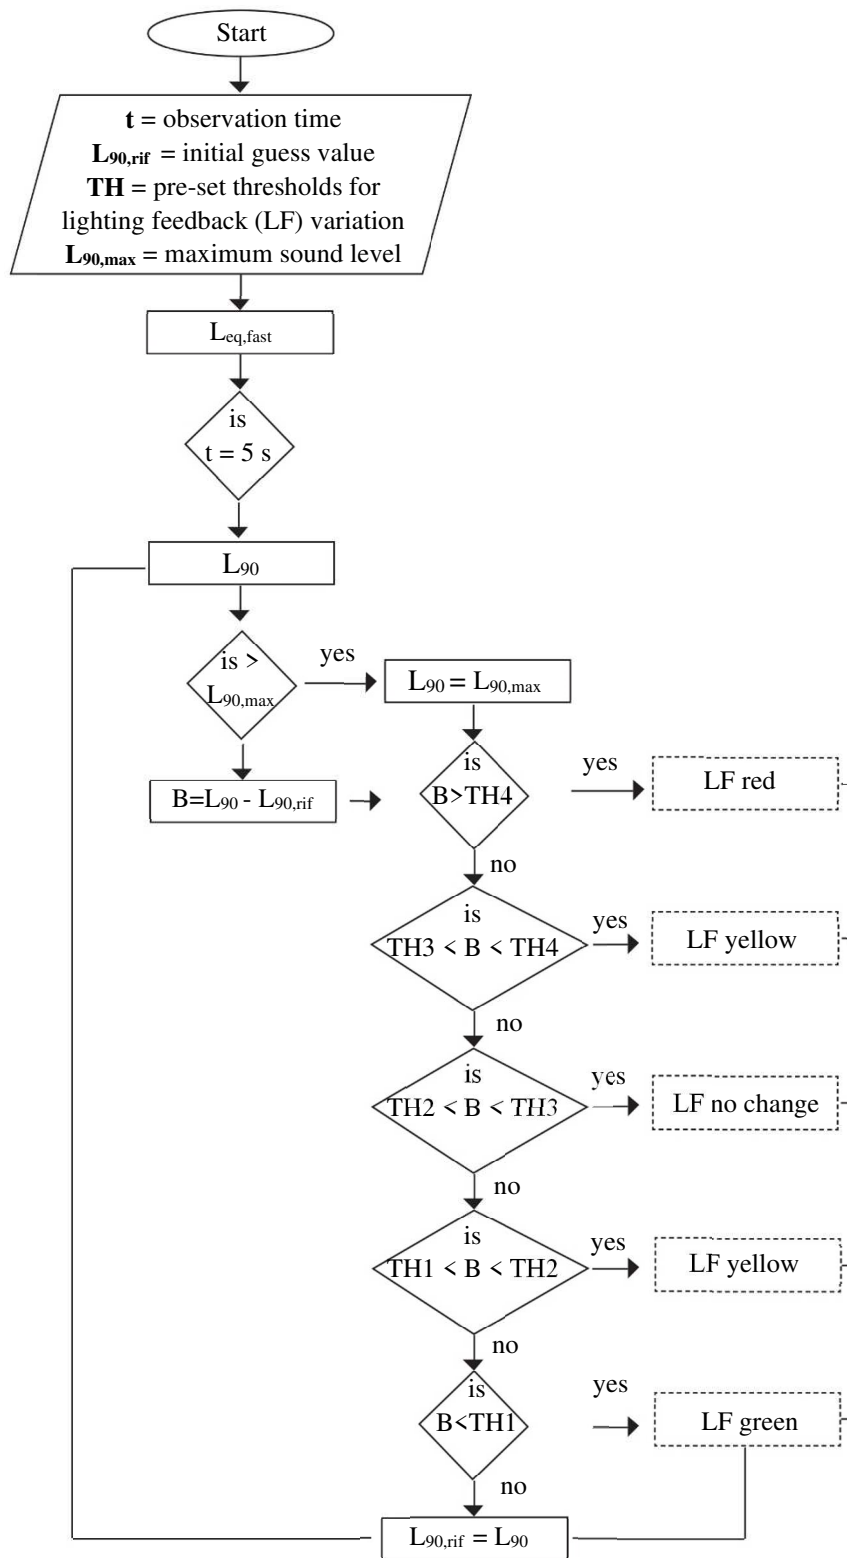 Start
t = observation time
L90,rif = initial guess value
TH = pre-set thresholds for
lighting feedback (LF) variation
L90,max = maximum sound level
Leq,fast
is
t = 5 s
L90
is >
L90,max
yes
L90 = L90,max
B=L90 - L90,rif
is
B>TH4
yes
LF red
no
is
TH3 < B < TH4
yes
LF yellow
no
is
TH2 < B < TH3
yes
LF no change
no
is
TH1 < B < TH2
yes
LF yellow
no
is
B<TH1
yes
LF green
no
L90,rif = L90